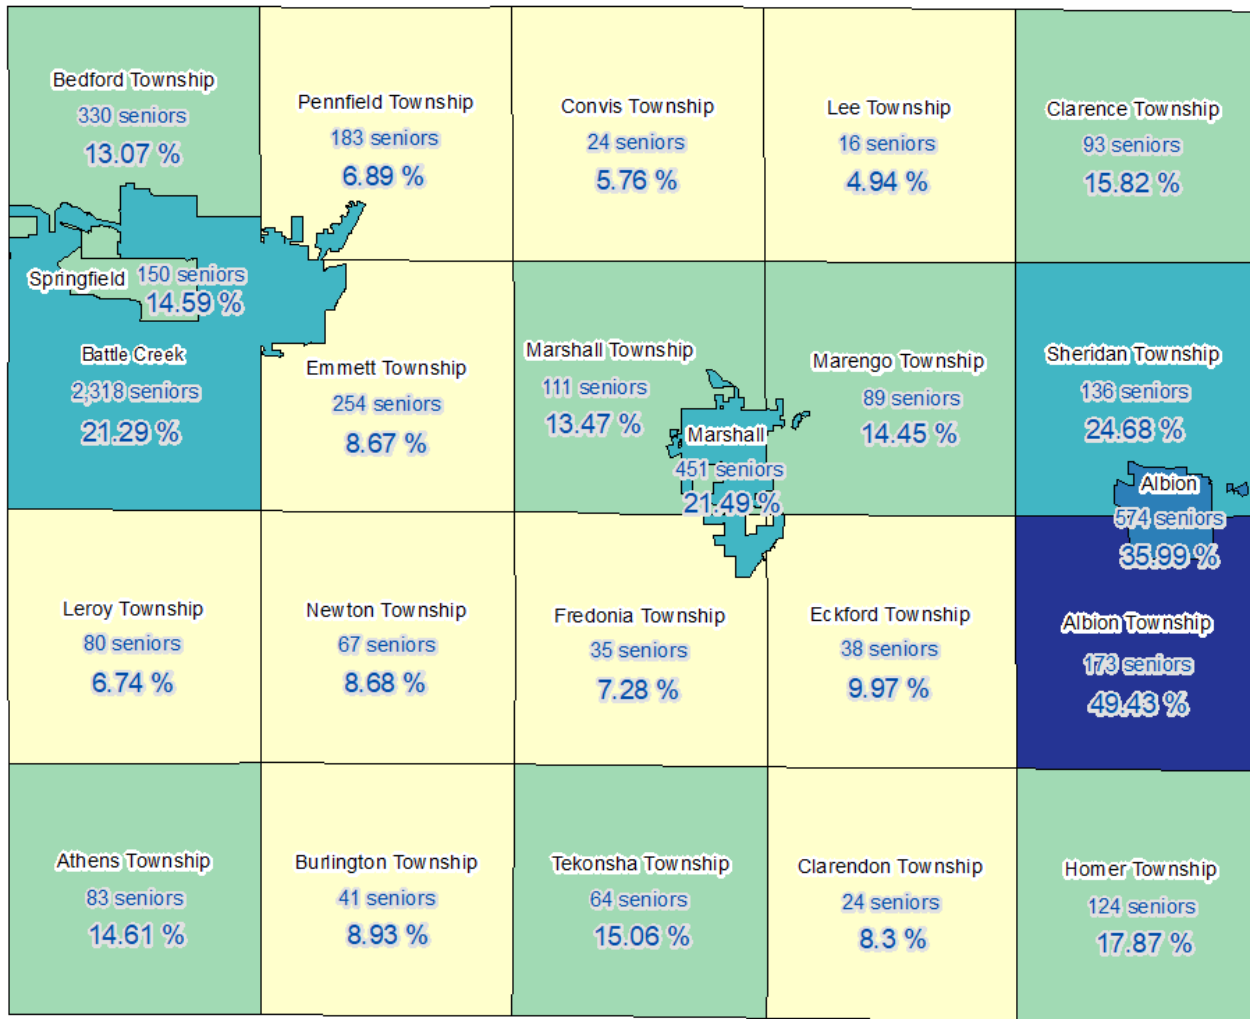 Bedford Township
330 seniors
13.07 %
Pennfield Township
183 seniors
6.89 %
Convis Township
24 seniors
5.76 %
Lee Township
16 seniors
4.94 %
Clarence Township
93 seniors
15.82 %
Springfield
150 seniors
14.59 %
Battle Creek
2,318 seniors
21.29 %
Emmett Township
254 seniors
8.67 %
Marshall Township
111 seniors
13.47 %
Marshall
451 seniors
21.49 %
Marengo Township
89 seniors
14.45 %
Sheridan Township
136 seniors
24.68 %
Albion
574 seniors
35.99 %
Leroy Township
80 seniors
6.74 %
Newton Township
67 seniors
8.68 %
Fredonia Township
35 seniors
7.28 %
Eckford Township
38 seniors
9.97 %
Albion Township
173 seniors
49.43 %
Athens Township
83 seniors
14.61 %
Burlington Township
41 seniors
8.93 %
Tekonsha Township
64 seniors
15.06 %
Clarendon Township
24 seniors
8.3 %
Homer Township
124 seniors
17.87 %